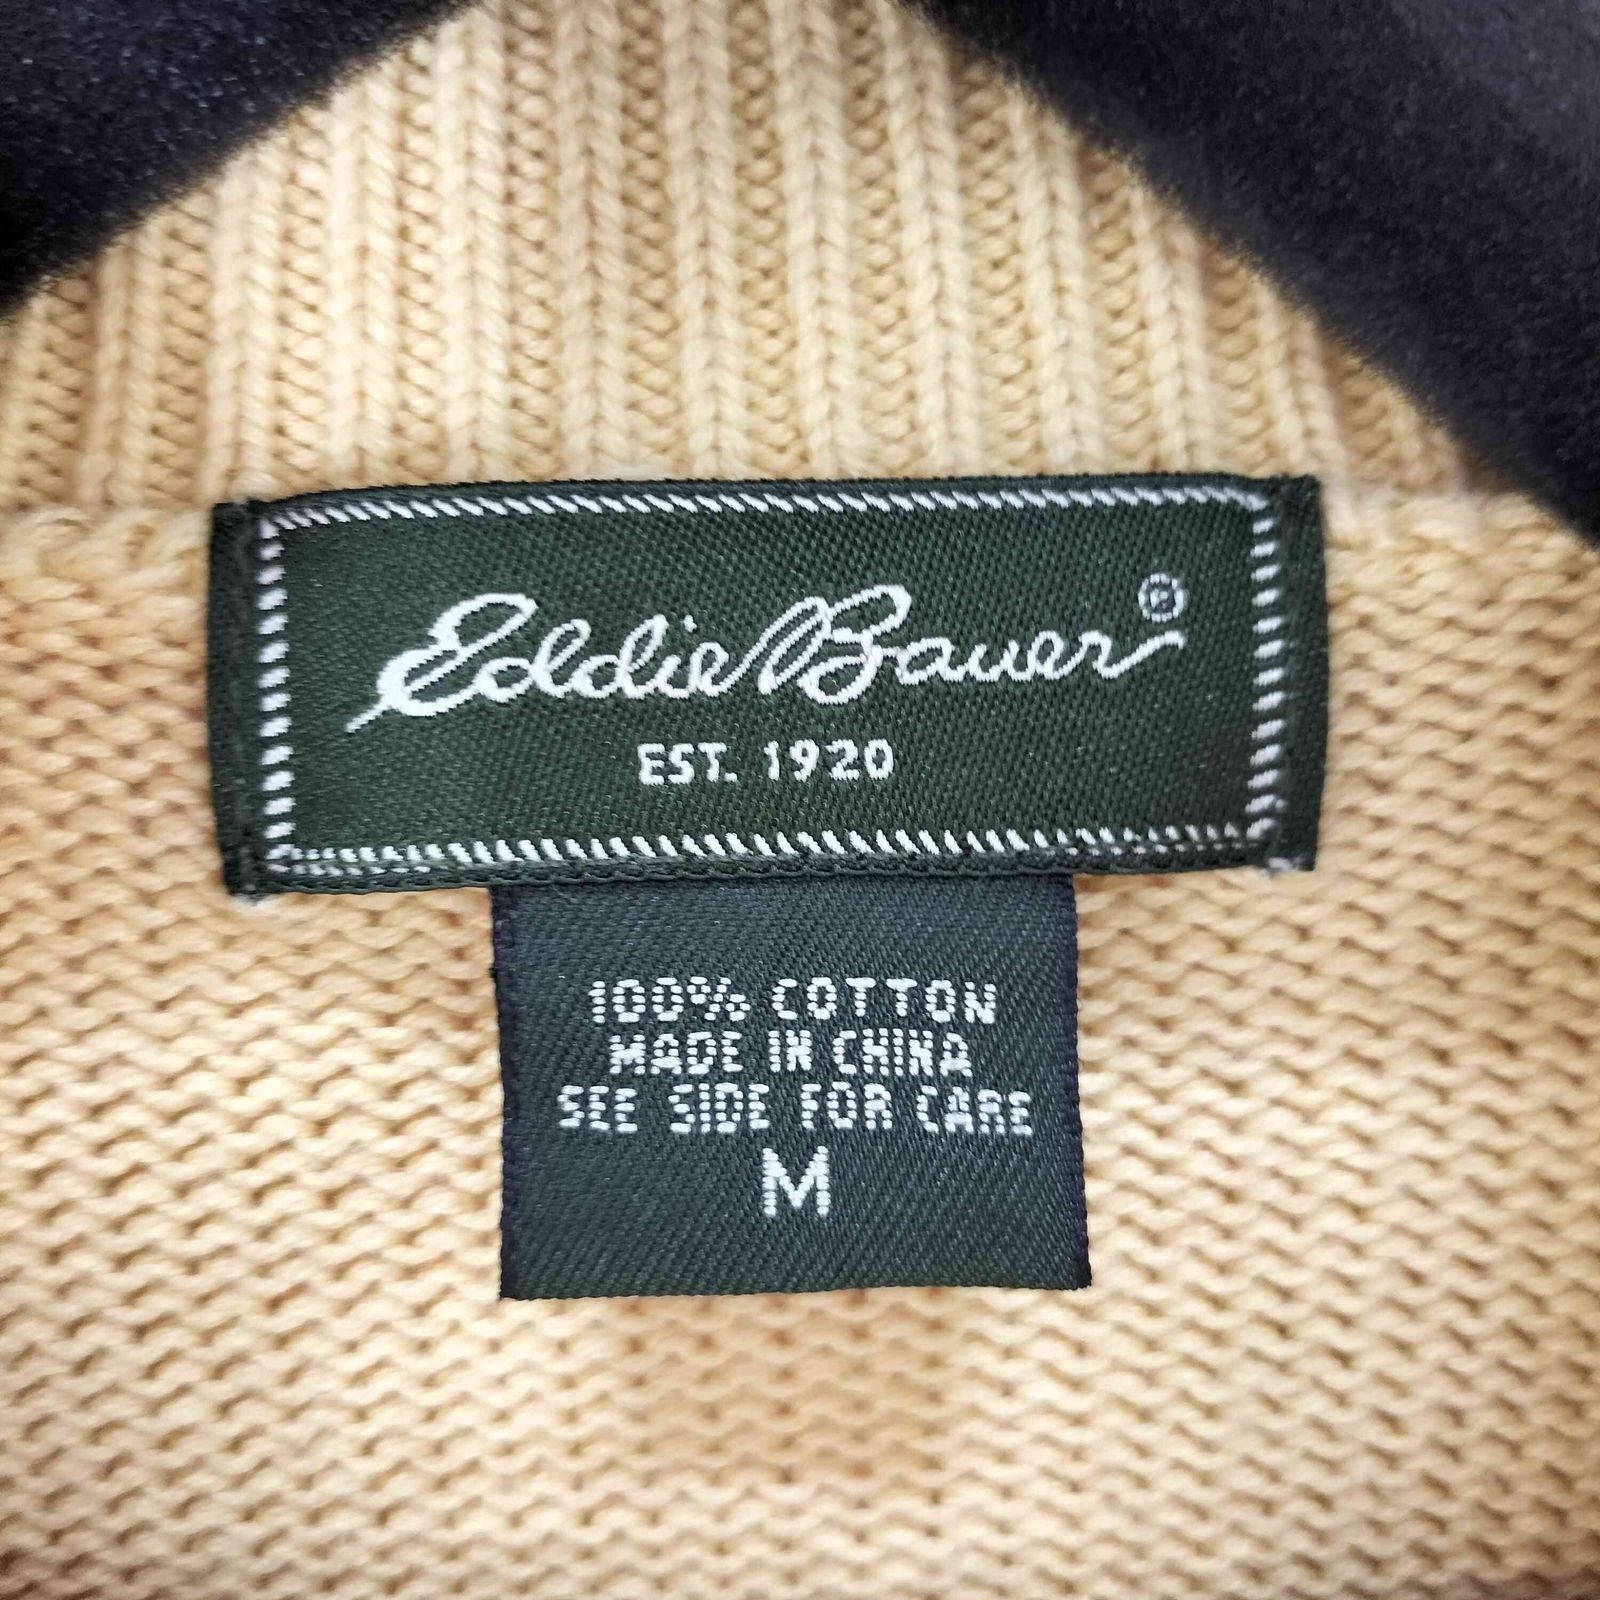 Eddie Bauer ®
EST. 1920
100% COTTON
MADE IN CHINA
SEE SIDE FOR CARE
M